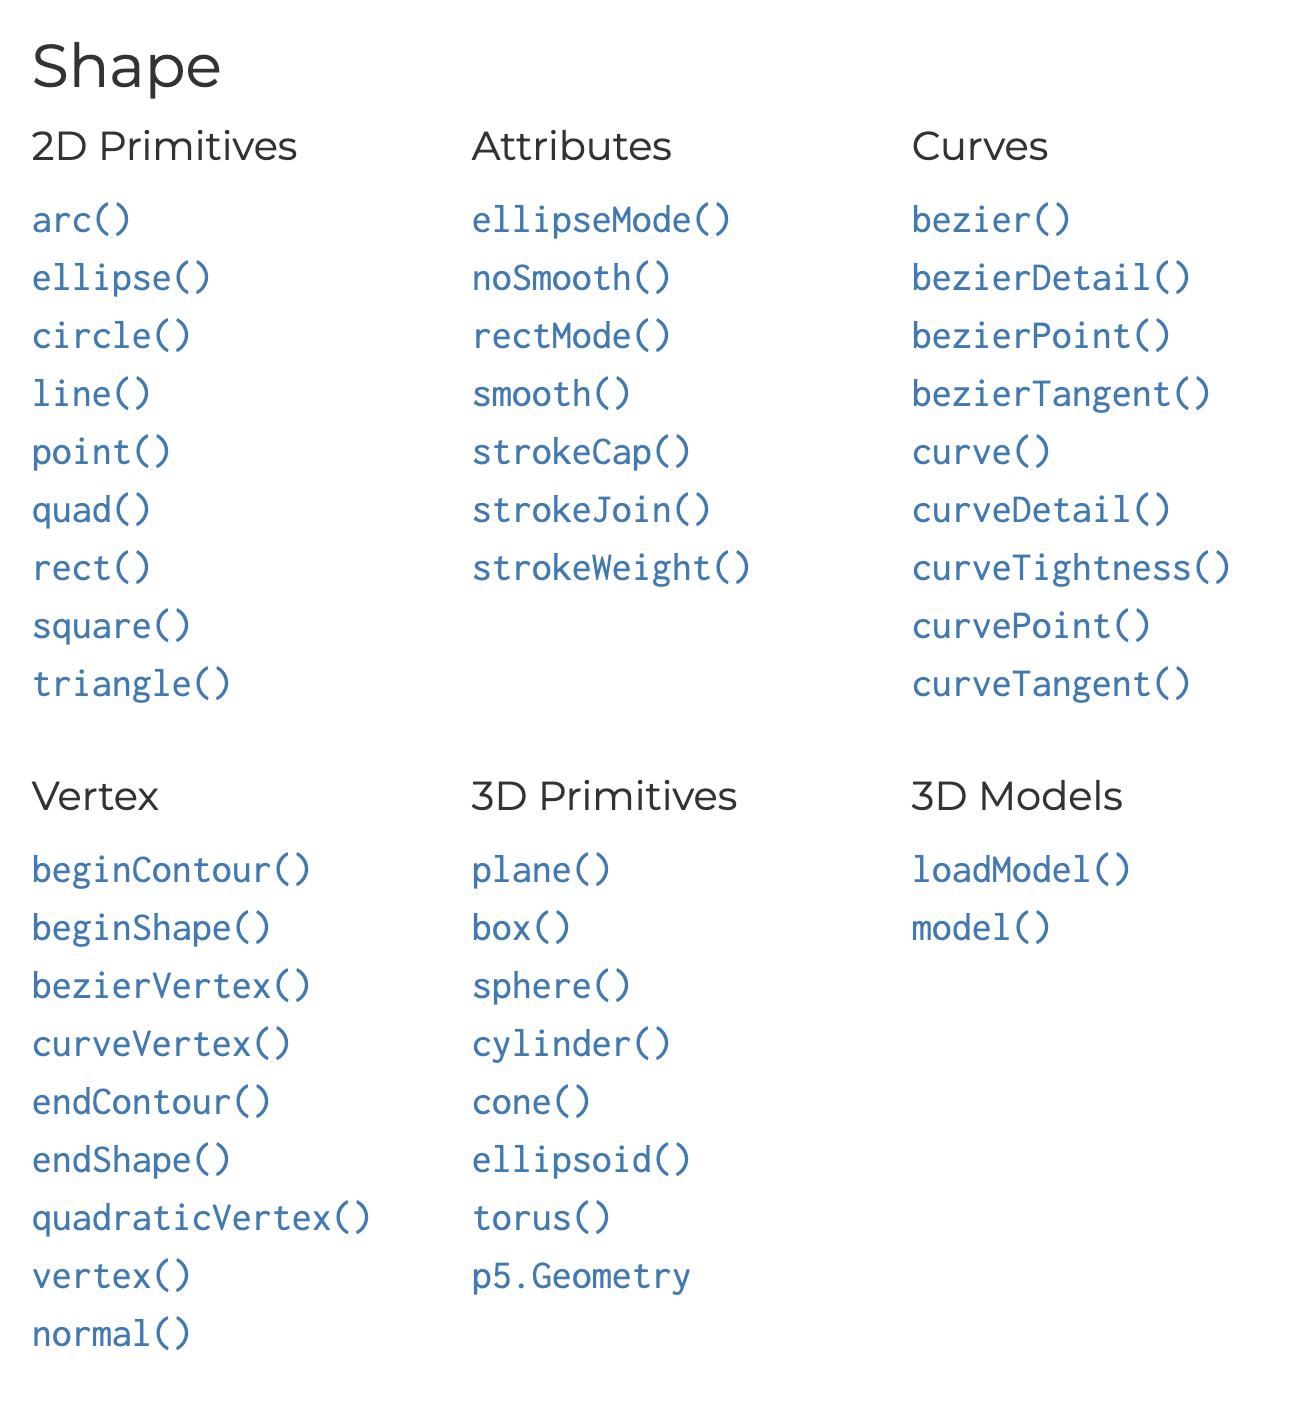 Shape
2D Primitives
arc()
ellipse()
circle()
line()
point()
quad()
rect()
square()
triangle()
Attributes
ellipseMode()
noSmooth()
rectMode()
smooth()
strokeCap()
strokeJoin()
strokeWeight()
Curves
bezier()
bezierDetail()
bezierPoint()
bezierTangent()
curve()
curveDetail()
curveTightness()
curvePoint()
curveTangent()
Vertex
beginContour()
beginShape()
bezierVertex()
curveVertex()
endContour()
endShape()
quadraticVertex()
vertex()
normal()
3D Primitives
plane()
box()
sphere()
cylinder()
cone()
ellipsoid()
torus()
p5.Geometry
3D Models
loadModel()
model()